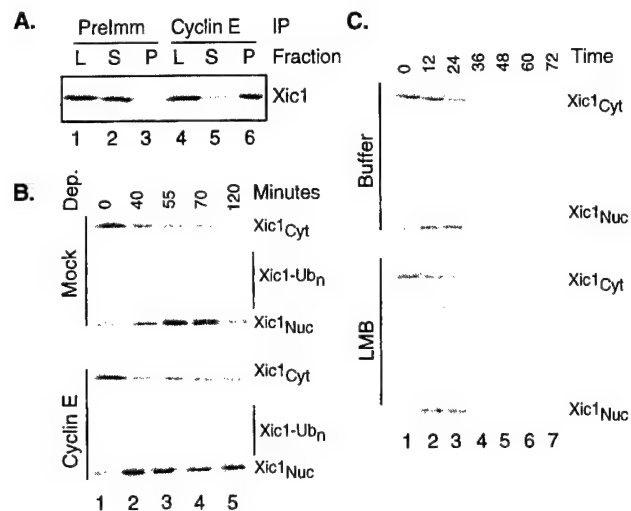 A.
PreImm Cyclin E IP
L S P L S P Fraction
Xic1
1 2 3 4 5 6
B.
Dep.
0 40 55 70 120 Minutes
Mock
Xic1Cyt
Xic1-Ubn
Xic1Nuc
Cyclin E
Xic1Cyt
Xic1-Ubn
Xic1Nuc
1 2 3 4 5
C.
0 12 24 36 48 60 72 Time
Buffer
Xic1Cyt
Xic1Nuc
LMB
Xic1Cyt
Xic1Nuc
1 2 3 4 5 6 7